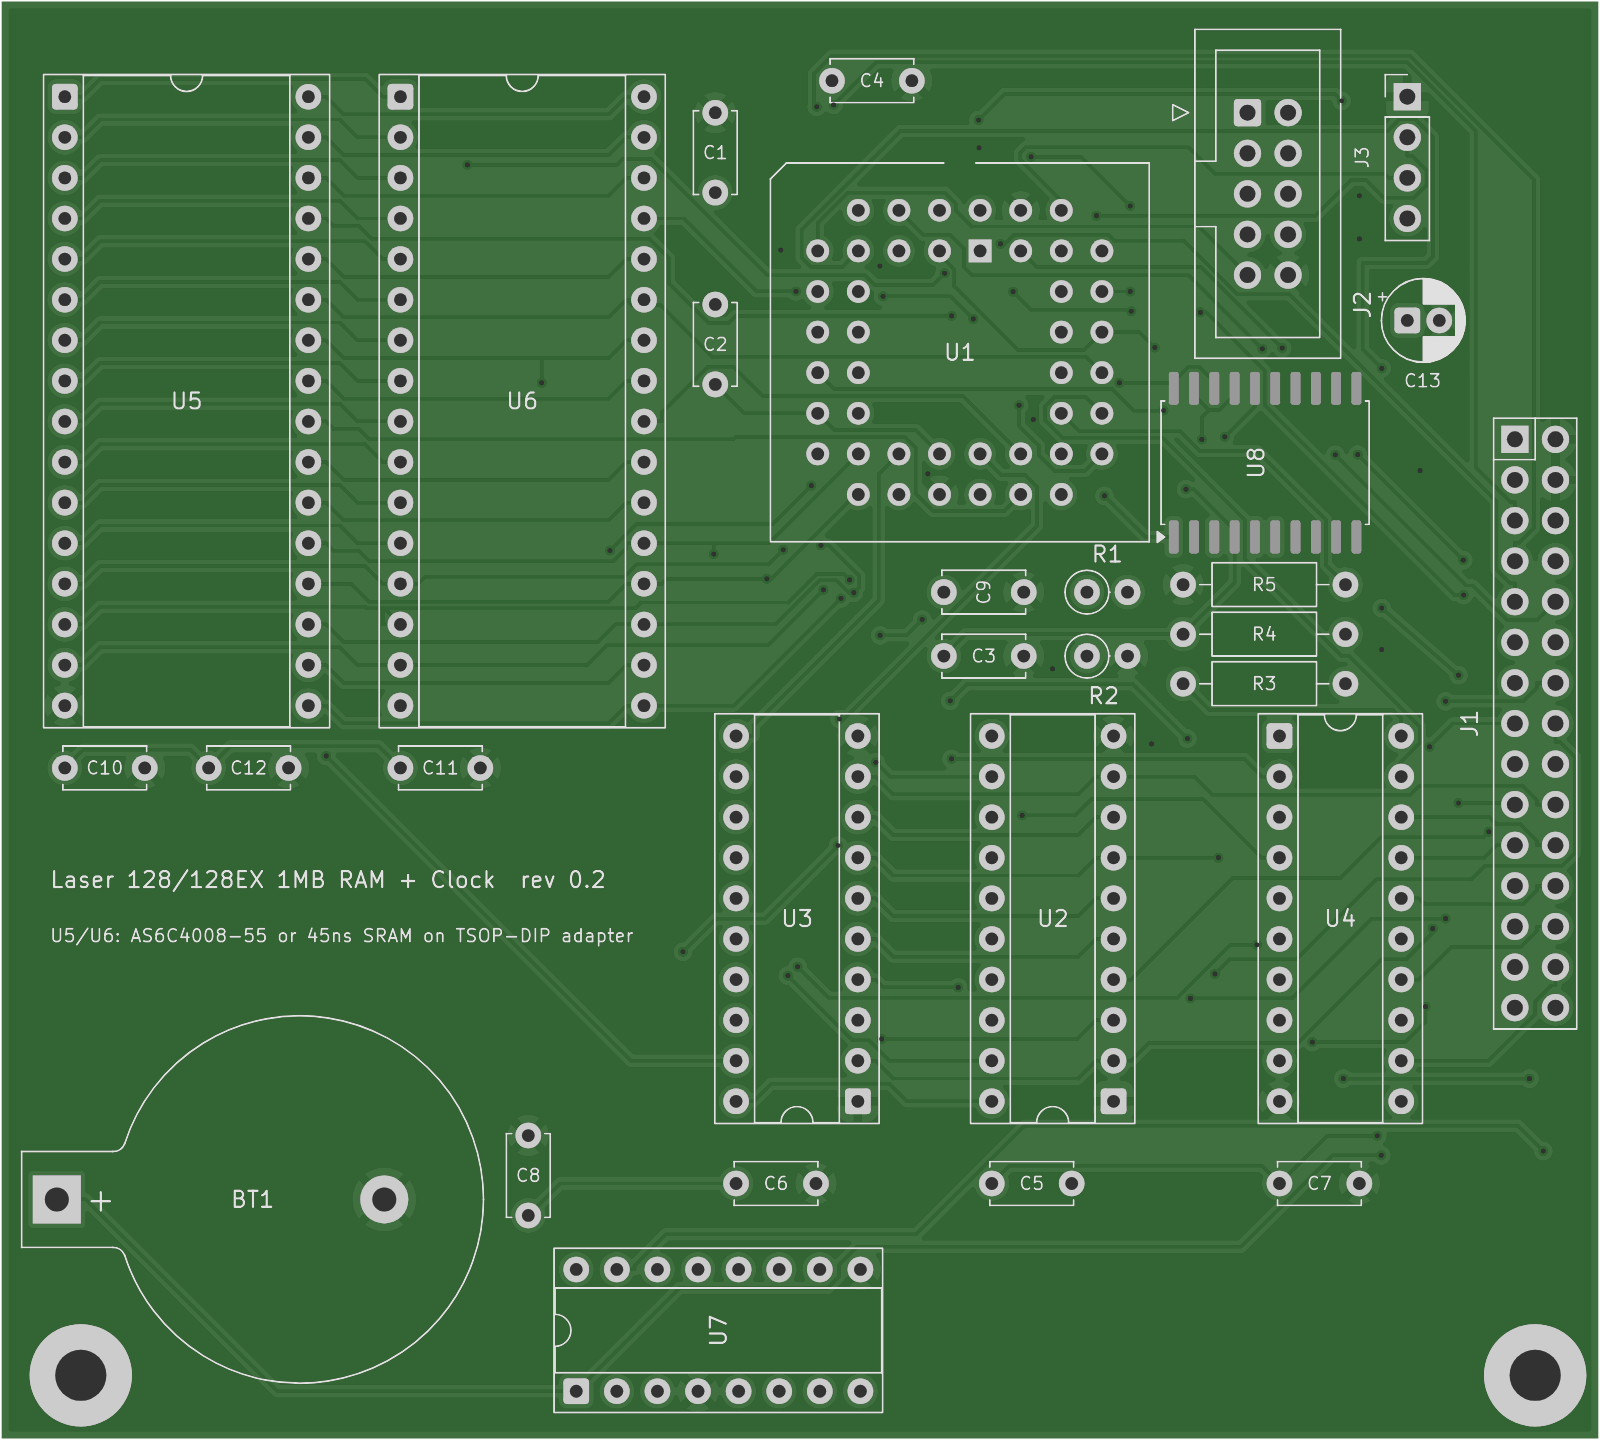 C4
C1
J3
U1
C2
J2
+
C13
U5
U6
U8
R1
C9
R5
C3
R4
R2
R3
J1
C10
C12
C11
Laser 128/128EX 1MB RAM + Clock  rev 0.2
U3
U2
U4
U5/U6: AS6C4008-55 or 45ns SRAM on TSOP-DIP adapter
C8
C6
C5
C7
+
BT1
U7